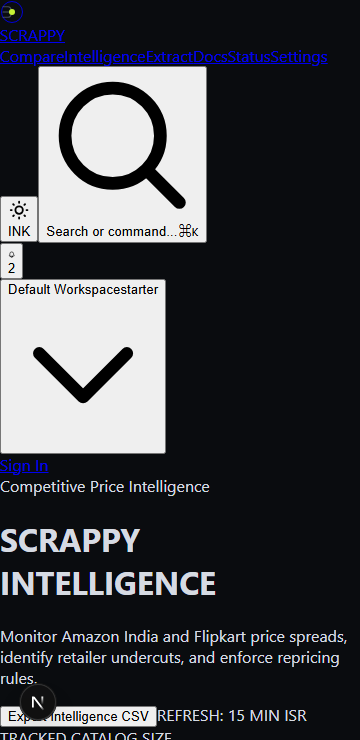 SCRAPPY
CompareIntelligenceExtractDocsStatusSettings
INK
Search or command...⌘K
2
Default Workspacestarter
Sign In
Competitive Price Intelligence
SCRAPPY
INTELLIGENCE
Monitor Amazon India and Flipkart price spreads,
identify retailer undercuts, and enforce repricing
rules.
N
Intelligence CSV REFRESH: 15 MIN ISR
TRACKED CATALOG SIZE